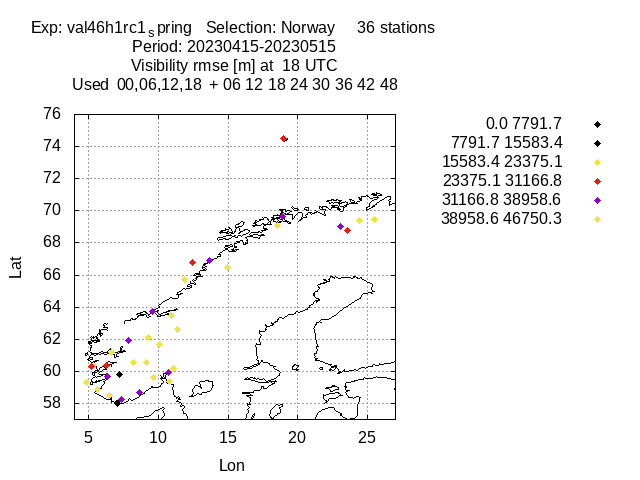 Exp: val46h1rc1spring Selection: Norway 36 stations
Period: 20230415-20230515
Visibility rmse [m] at 18 UTC
Used 00,06,12,18 + 06 12 18 24 30 36 42 48
0.0 7791.7
7791.7 15583.4
15583.4 23375.1
23375.1 31166.8
31166.8 38958.6
38958.6 46750.3
76
74
72
70
68
66
64
62
60
58
Lat
5 10 15 20 25
Lon